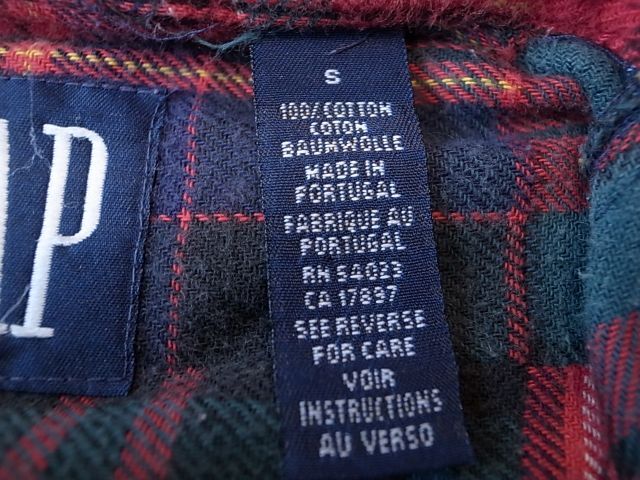 AP
S
100% COTTON
COTON
BAUMWOLLE
MADE IN
PORTUGAL
FABRIQUE AU
PORTUGAL
RN 54023
CA 17897
SEE REVERSE
FOR CARE
VOIR
INSTRUCTIONS
AU VERSO